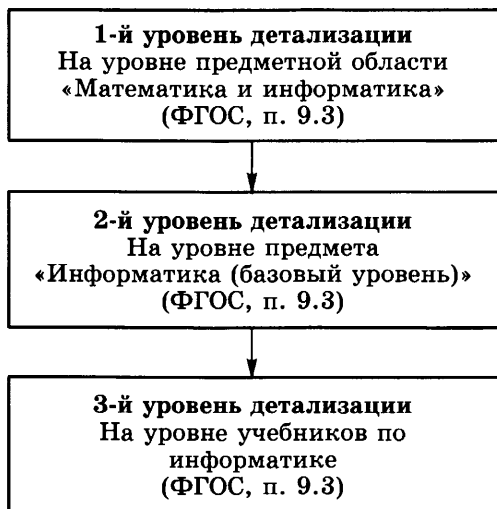 1-й уровень детализации
На уровне предметной области
«Математика и информатика»
(ФГОС, п. 9.3)
2-й уровень детализации
На уровне предмета
«Информатика (базовый уровень)»
(ФГОС, п. 9.3)
3-й уровень детализации
На уровне учебников по
информатике
(ФГОС, п. 9.3)